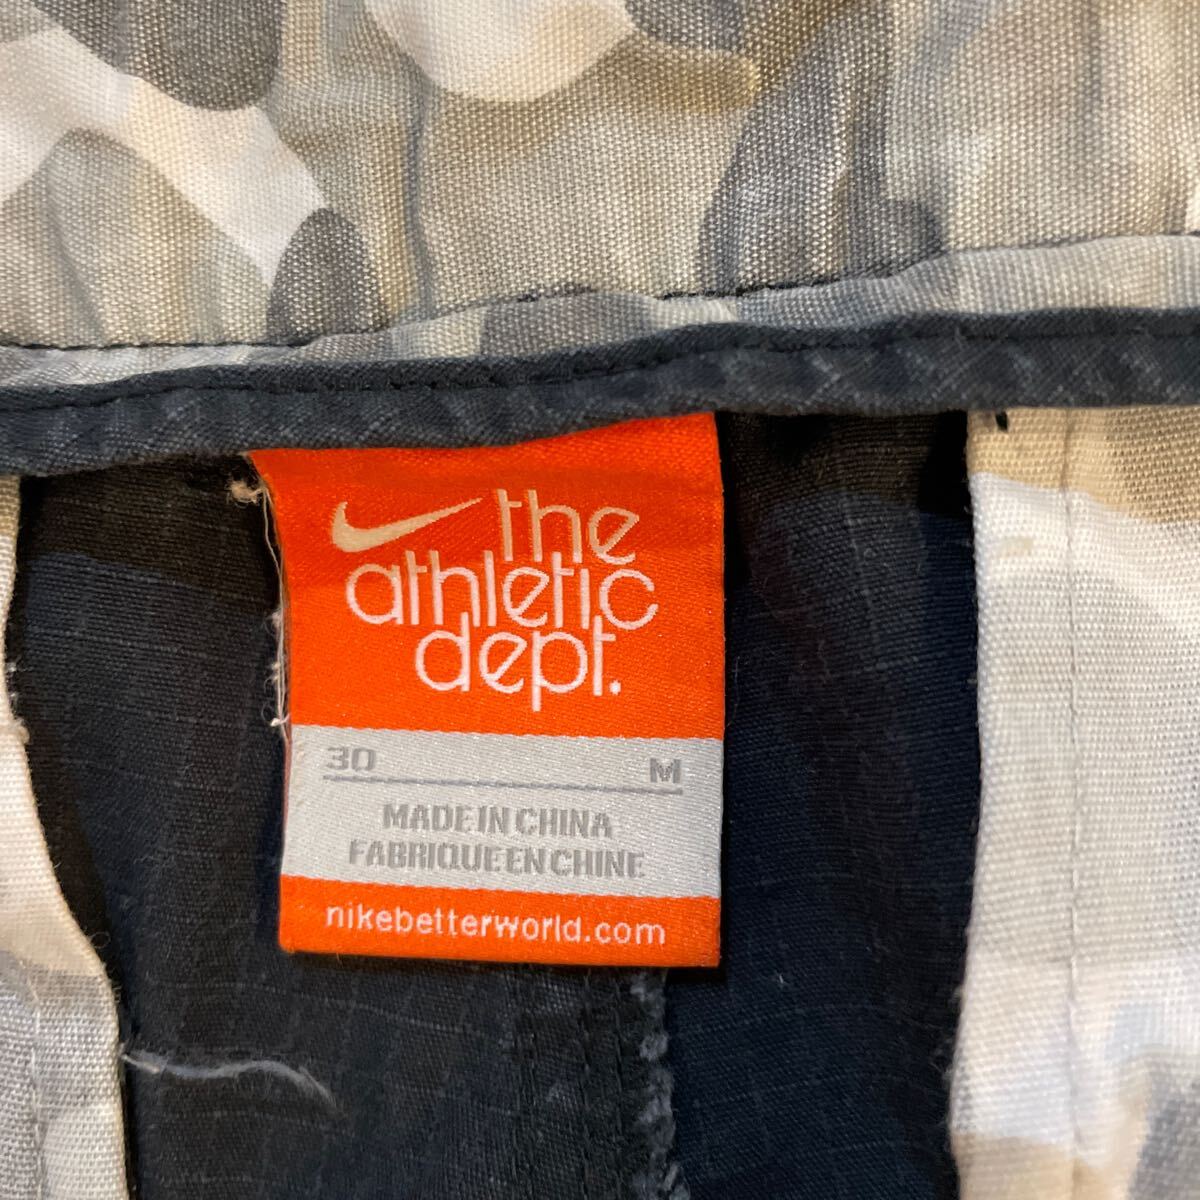 the
athletic
dept.
30 M
MADE IN CHINA
FABRIQUE EN CHINE
nikebetterworld.com